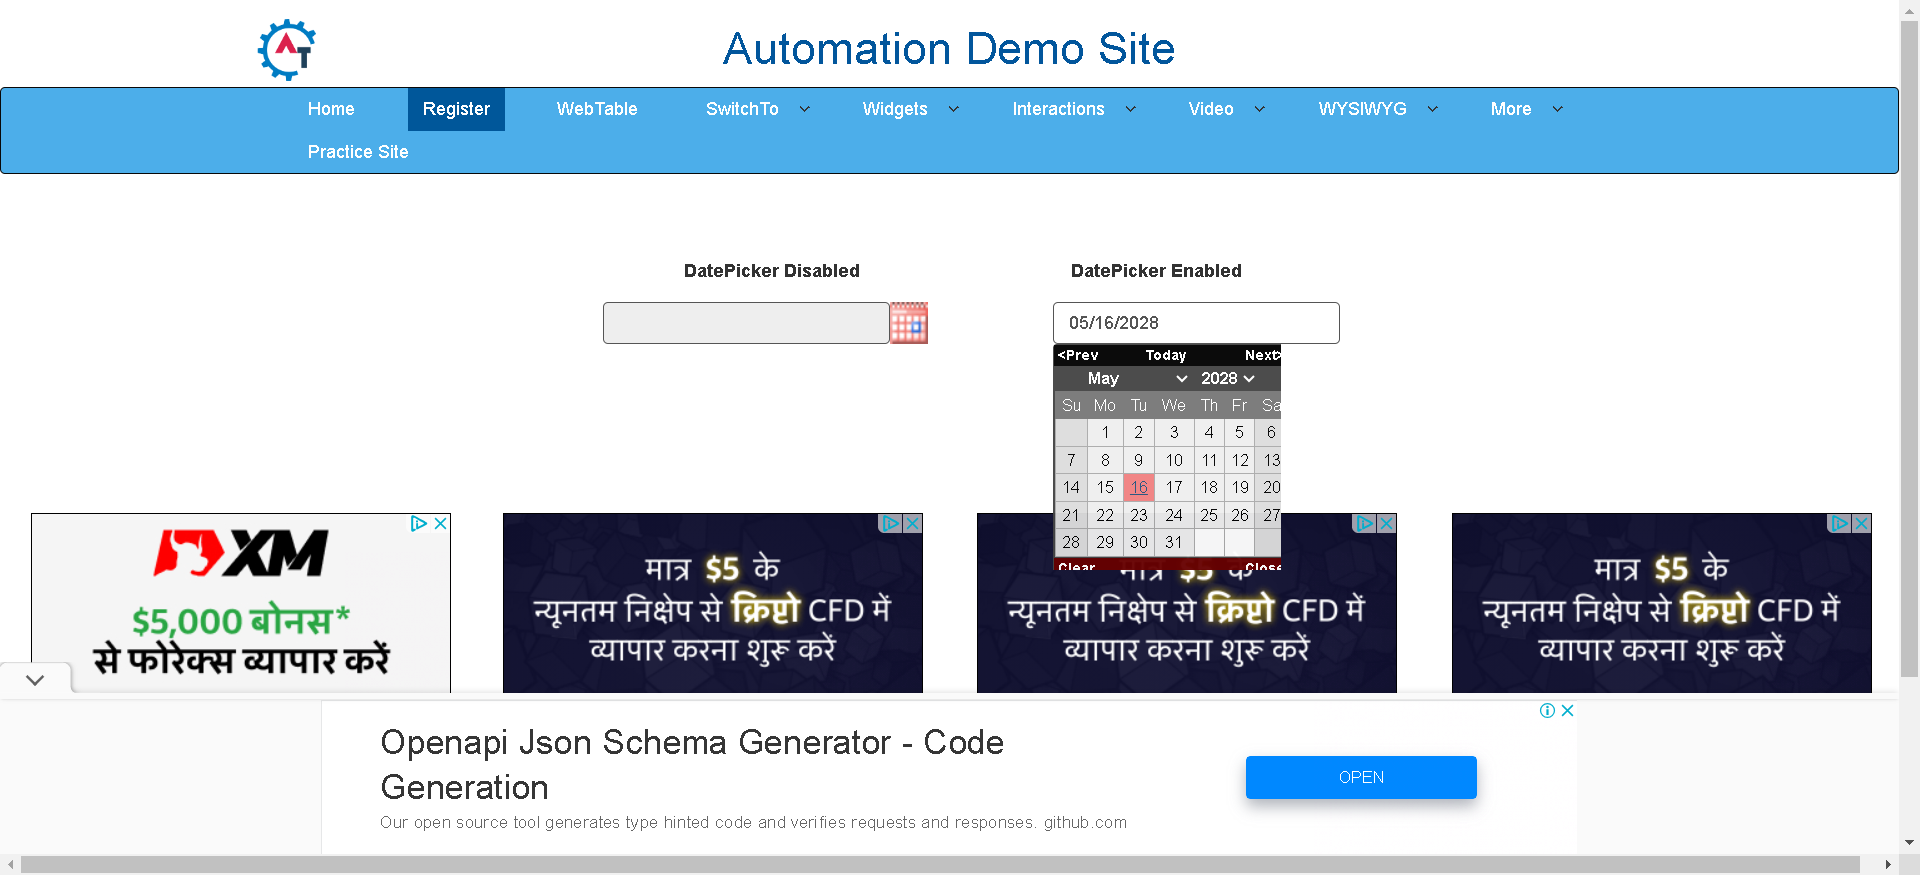 AT
Automation Demo Site
Home Register WebTable SwitchTo Widgets Interactions Video WYSIWYG More
Practice Site
DatePicker Disabled DatePicker Enabled
05/16/2028
<Prev Today Next>
May 2028
Su Mo Tu We Th Fr Sa
1 2 3 4 5 6
7 8 9 10 11 12 13
14 15 16 17 18 19 20
21 22 23 24 25 26 27
28 29 30 31
Clear Close
XM
$5,000 बोनस*
से फोरेक्स व्यापार करें
मात्र $5 के
न्यूनतम निक्षेप से क्रिप्टो CFD में
व्यापार करना शुरू करें
मात्र $5 के
न्यूनतम निक्षेप से क्रिप्टो CFD में
व्यापार करना शुरू करें
मात्र $5 के
न्यूनतम निक्षेप से क्रिप्टो CFD में
व्यापार करना शुरू करें
Openapi Json Schema Generator - Code
Generation
Our open source tool generates type hinted code and verifies requests and responses. github.com
OPEN